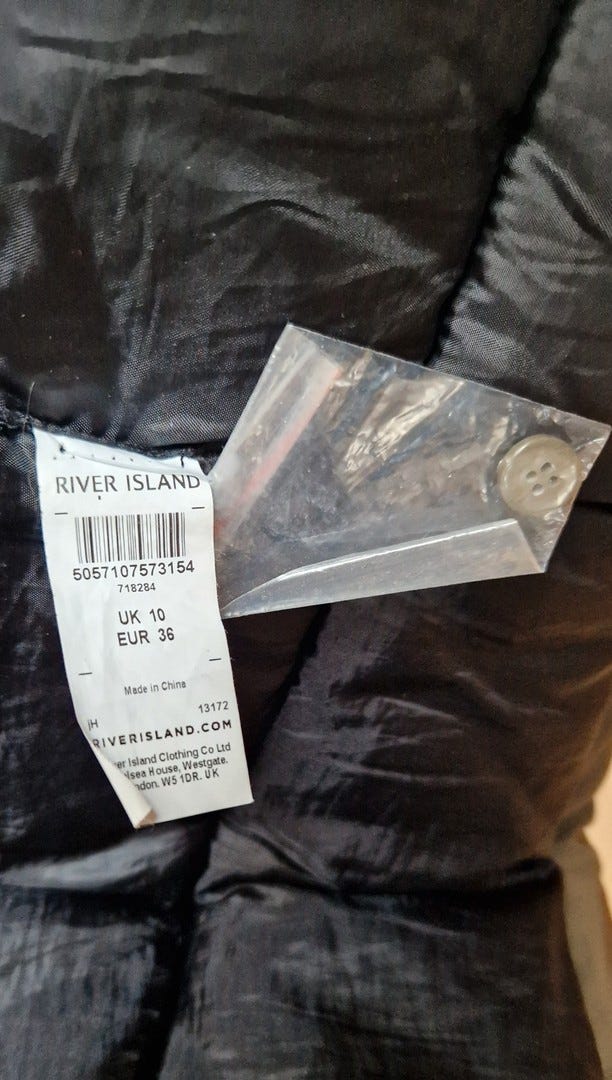 RIVER ISLAND
5057107573154
718284
UK 10
EUR 36
Made in China
13172
jH
RIVERISLAND.COM
Island Clothing Co Ltd
House, Westgate,
W5 1DR. UK